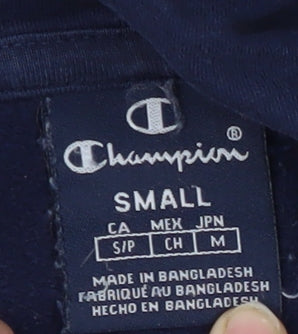 Champion®
SMALL
CA MEX JPN
S/P CH M
MADE IN BANGLADESH
FABRIQUÉ AU BANGLADESH
HECHO EN BANGLADESH